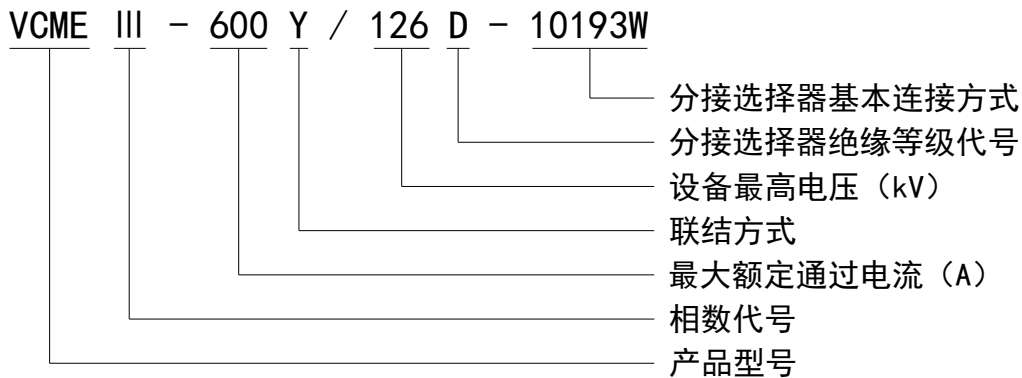 VCME Ⅲ - 600 Y / 126 D - 10193W
分接选择器基本连接方式
分接选择器绝缘等级代号
设备最高电压（kV）
联结方式
最大额定通过电流（A）
相数代号
产品型号